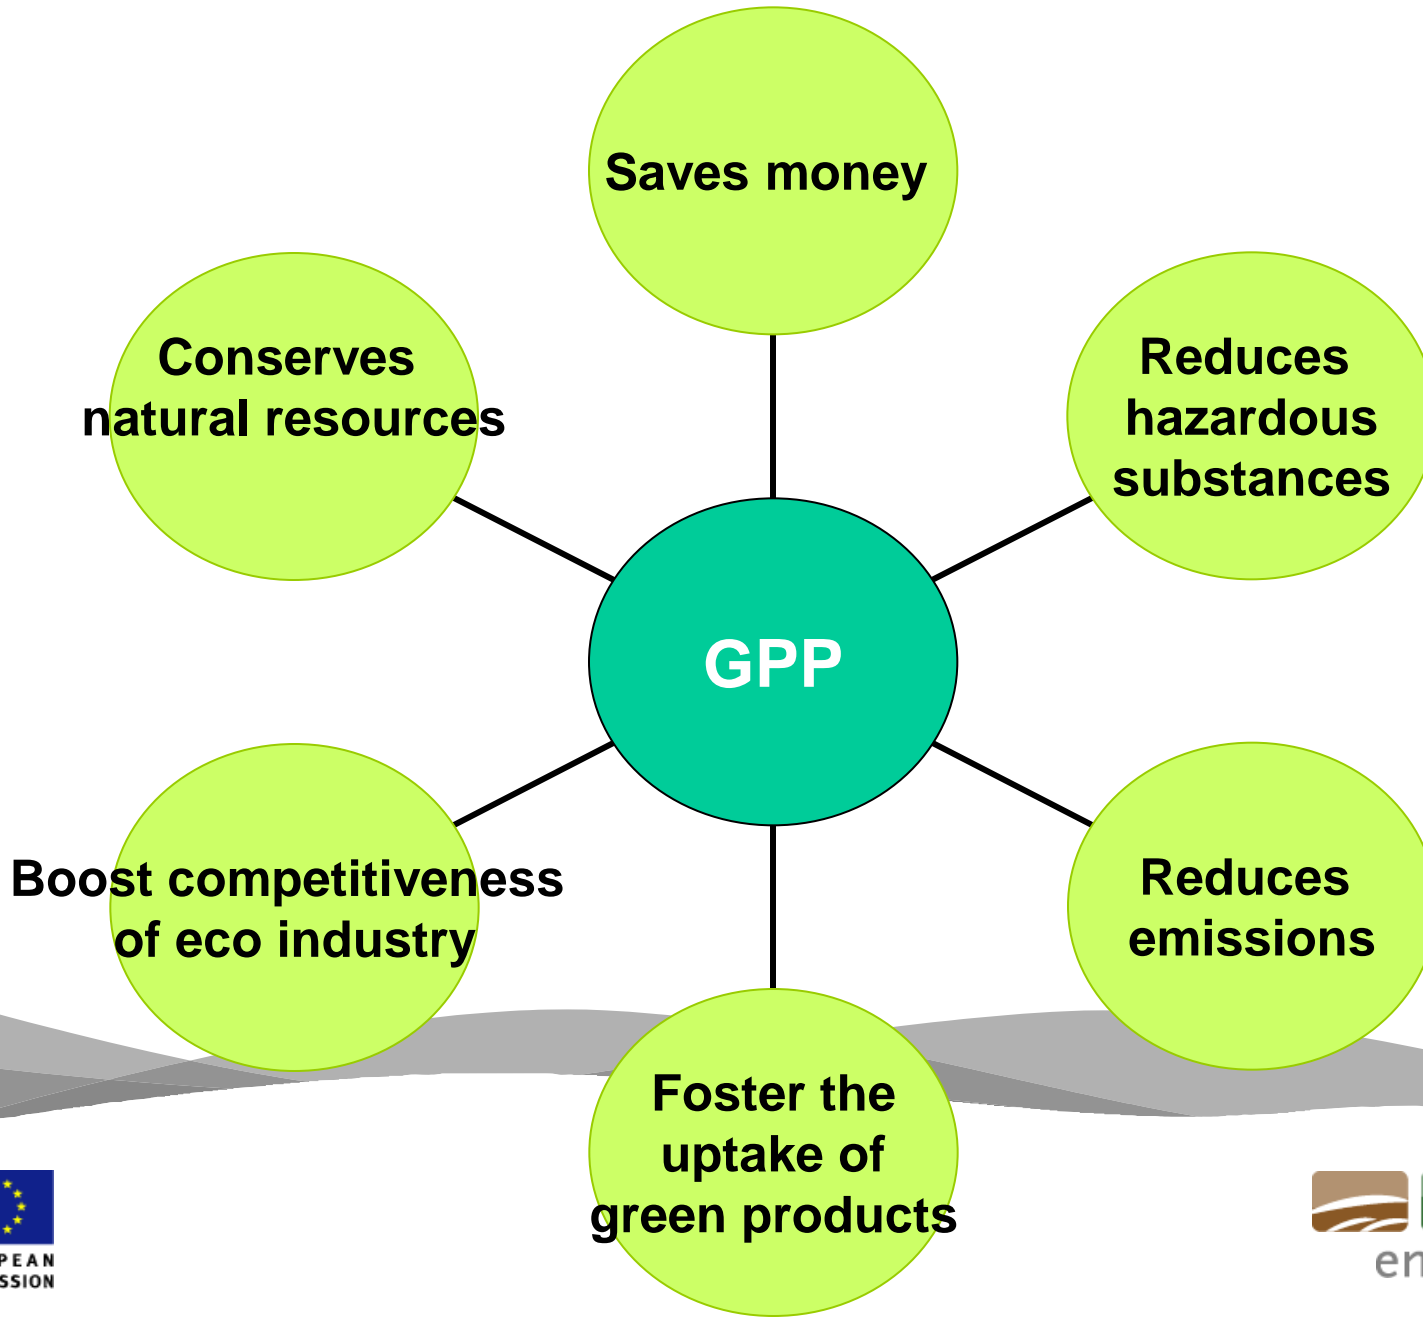 Saves money
Conserves
natural resources
Reduces
hazardous
substances
GPP
Boost competitiveness
of eco industry
Reduces
emissions
Foster the
uptake of
green products
PEAN
SSION
en